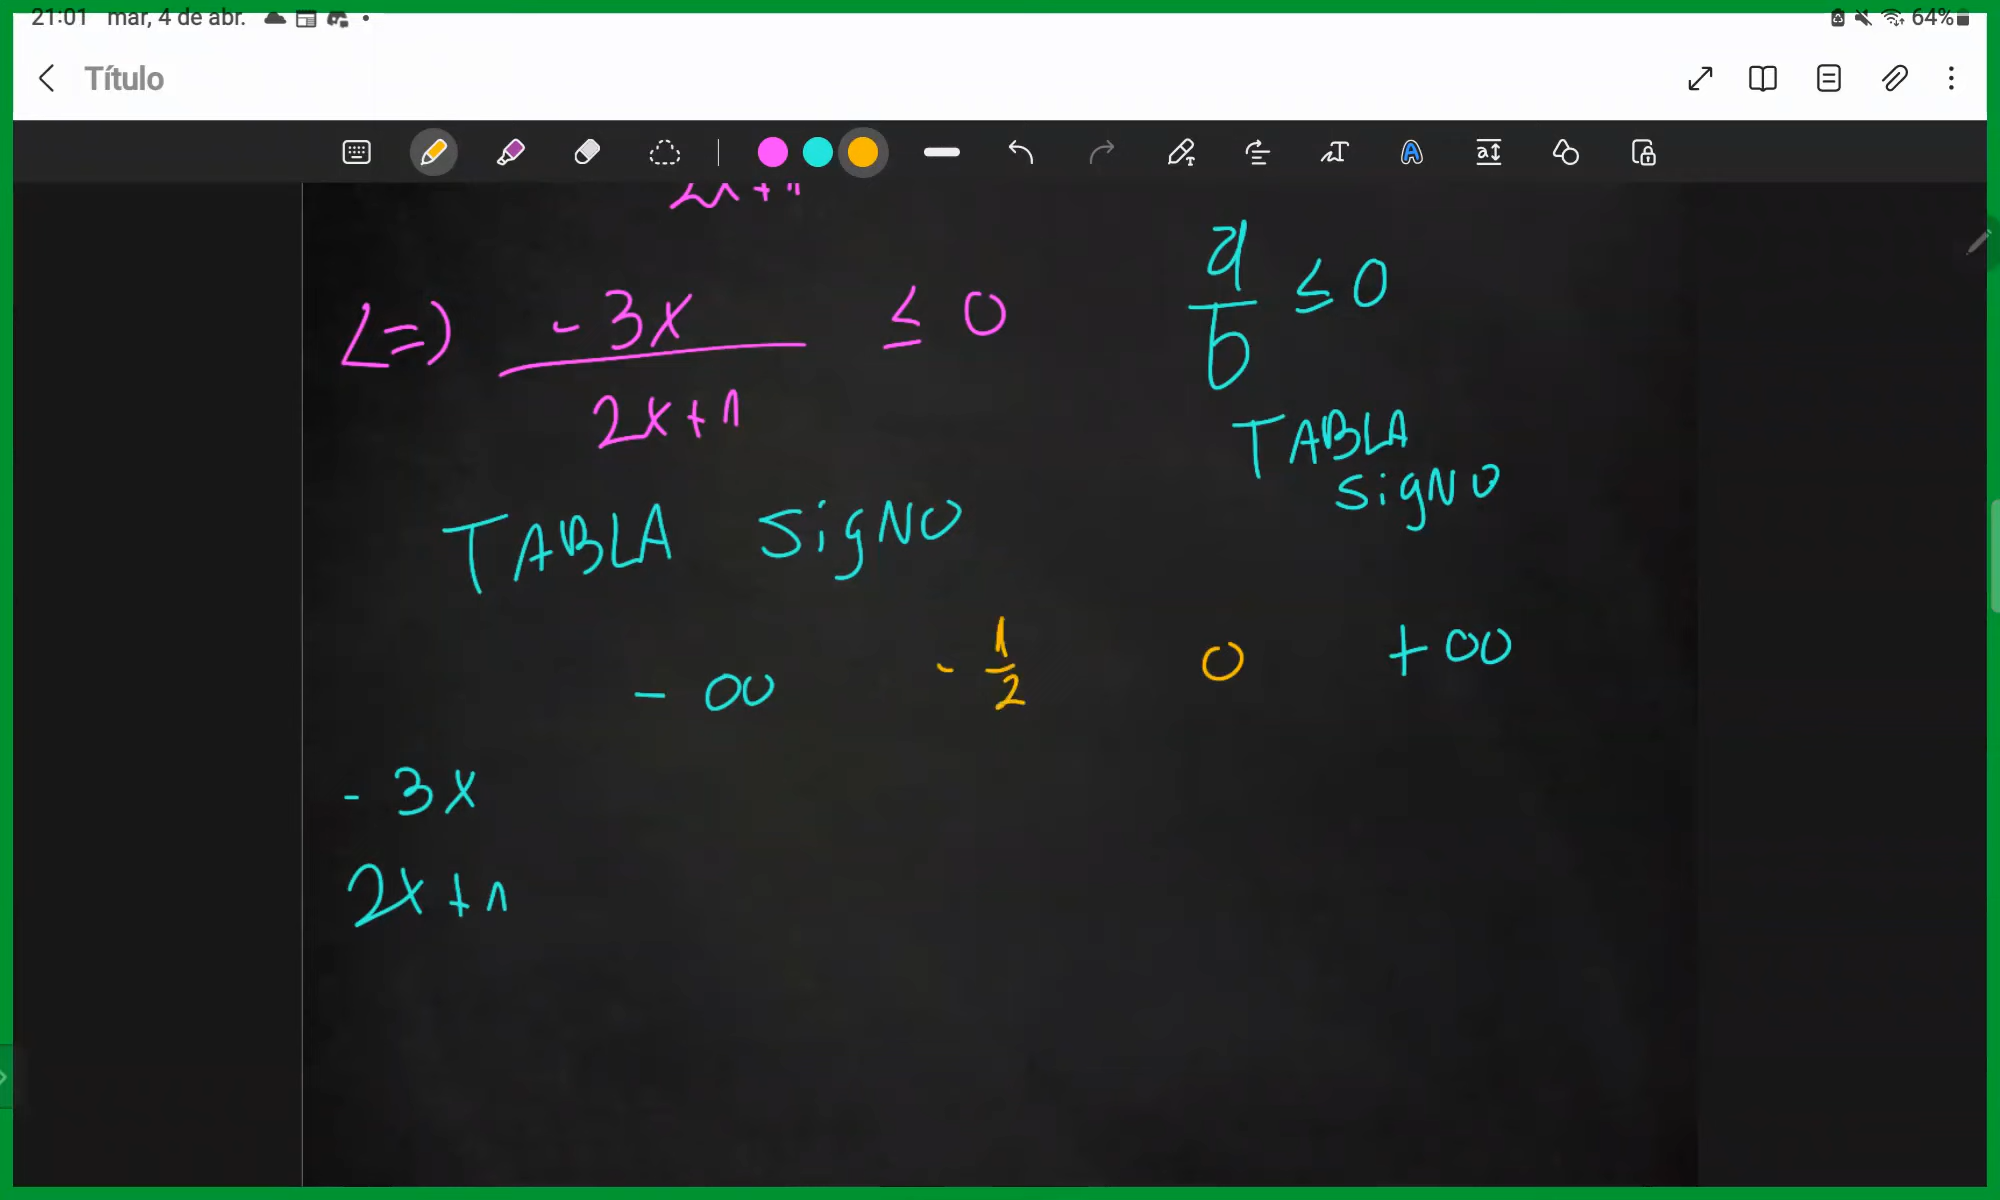 21:01 mar, 4 de abr. 64%
Título
<=) -3x / 2x+1 ≤ 0
a / b ≤ 0
TABLA
SigNO
TABLA SigNO
-∞ -1/2 0 +∞
-3x
2x+1